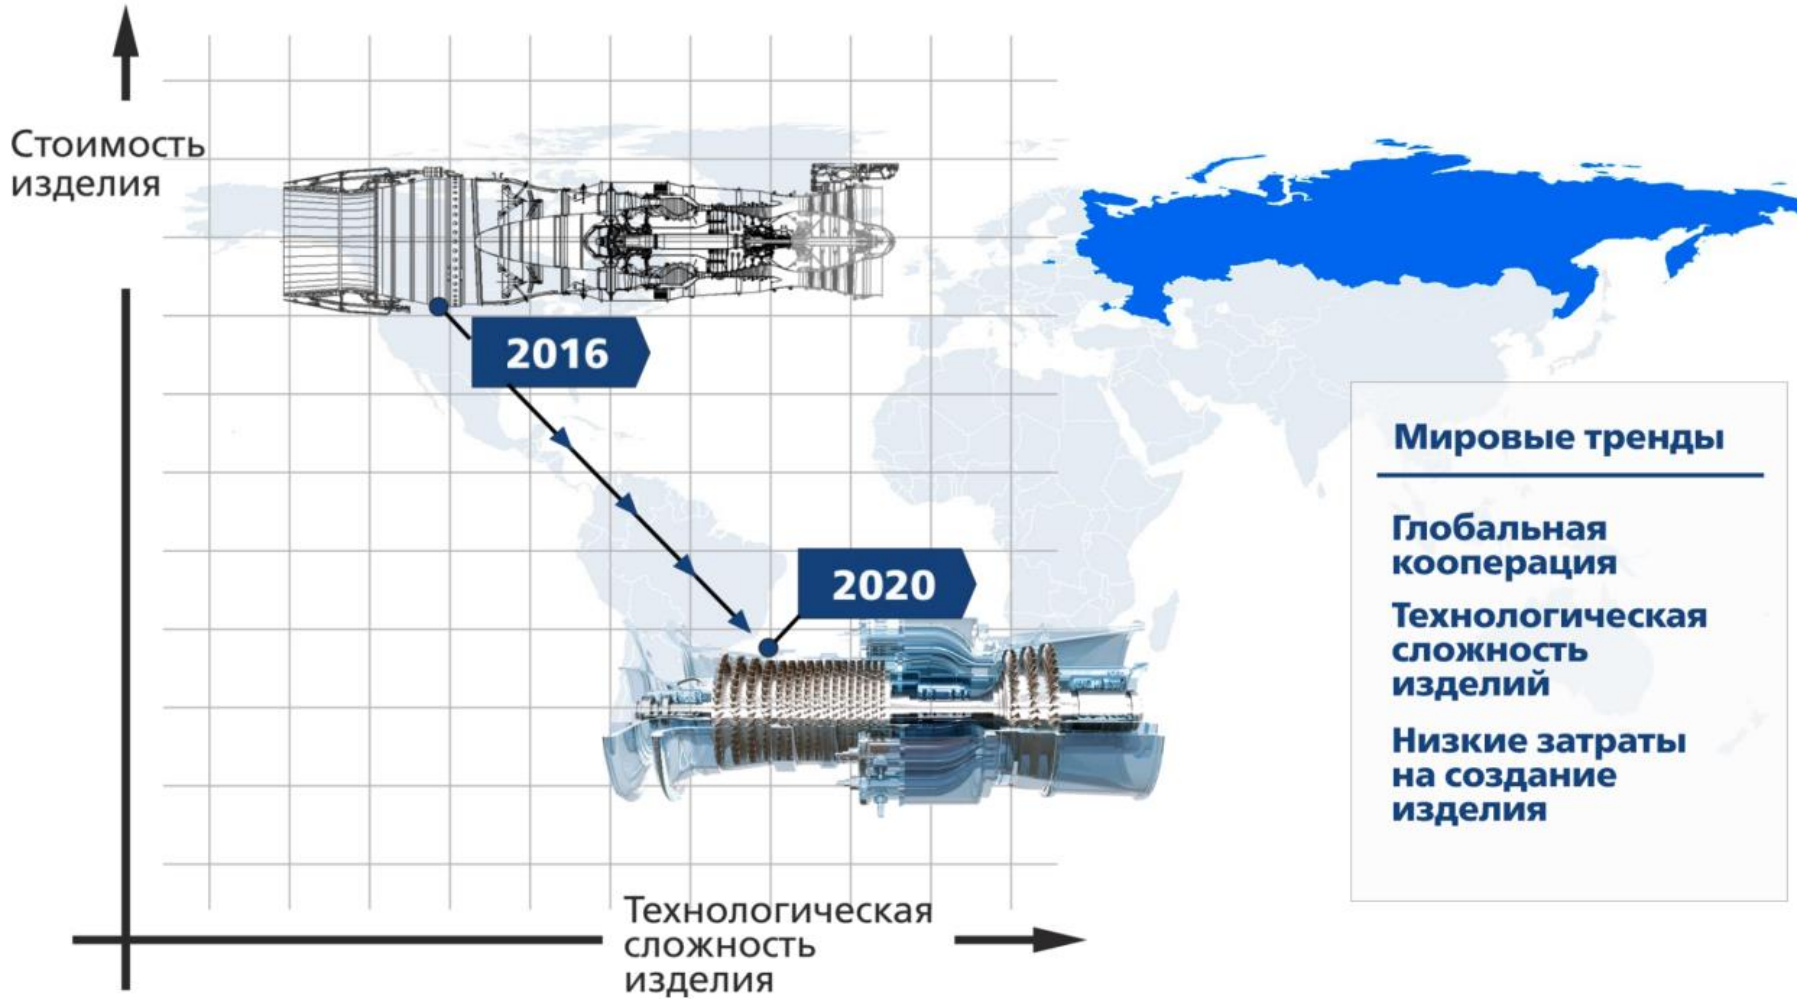 Стоимость
изделия
2016
2020
Технологическая
сложность
изделия
Мировые тренды
Глобальная
кооперация
Технологическая
сложность
изделий
Низкие затраты
на создание
изделия